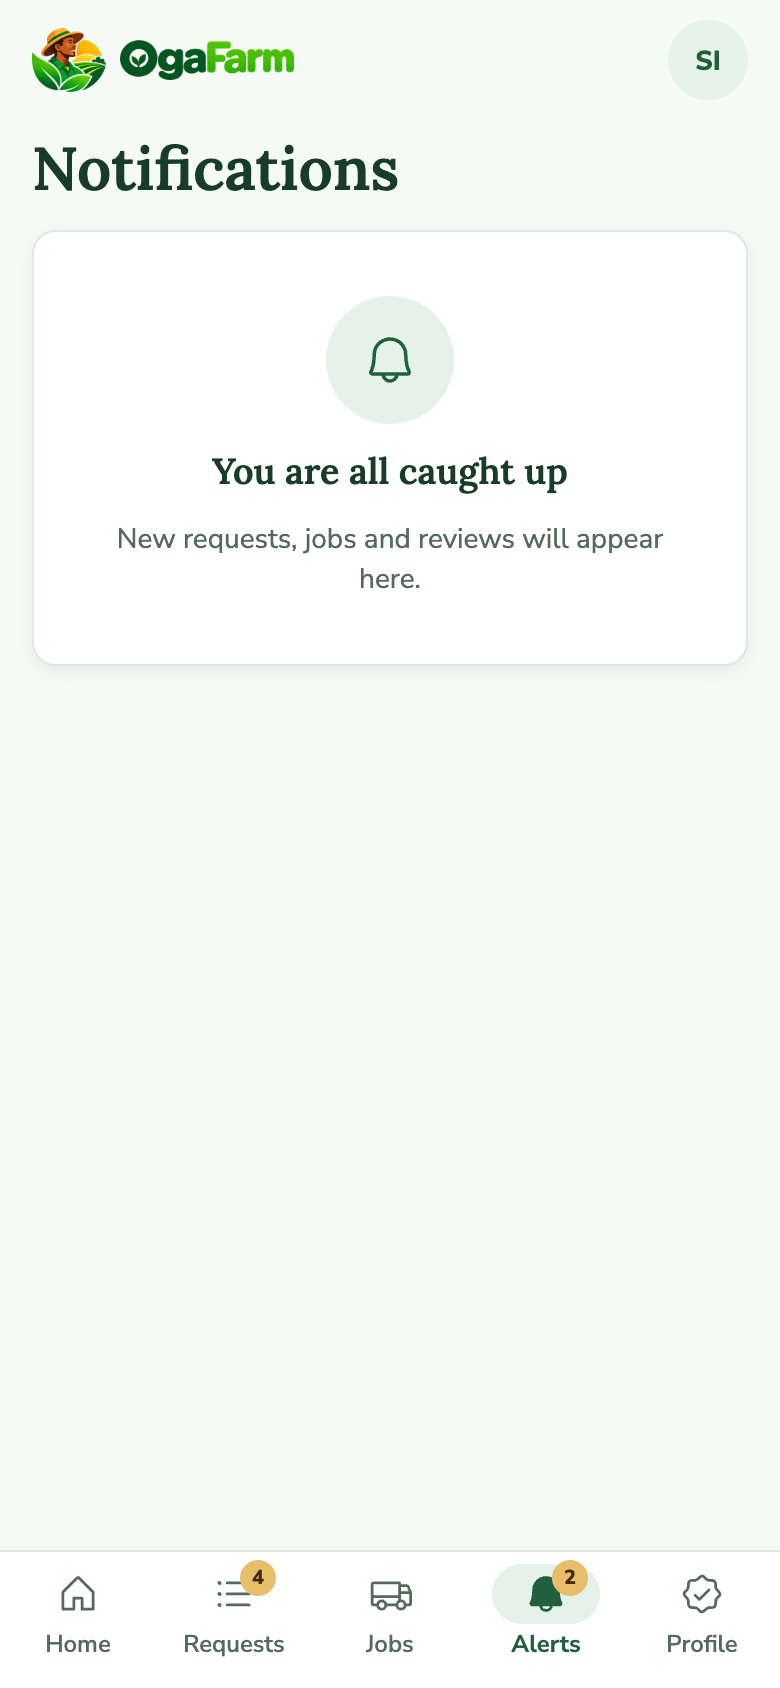 OgaFarm
SI
Notifications
You are all caught up
New requests, jobs and reviews will appear
here.
4
2
Home
Requests
Jobs
Alerts
Profile